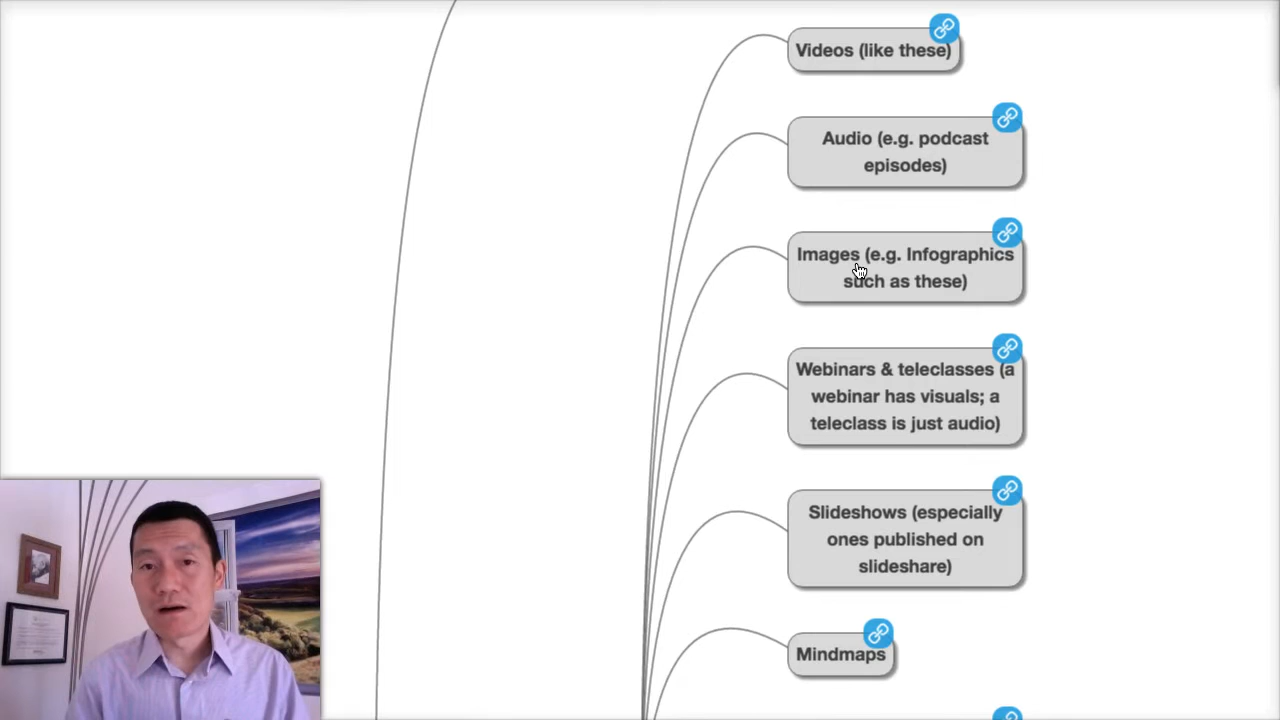 Videos (like these)
Audio (e.g. podcast
episodes)
Images (e.g. Infographics
such as these)
Webinars & teleclasses (a
webinar has visuals; a
teleclass is just audio)
Slideshows (especially
ones published on
slideshare)
Mindmaps